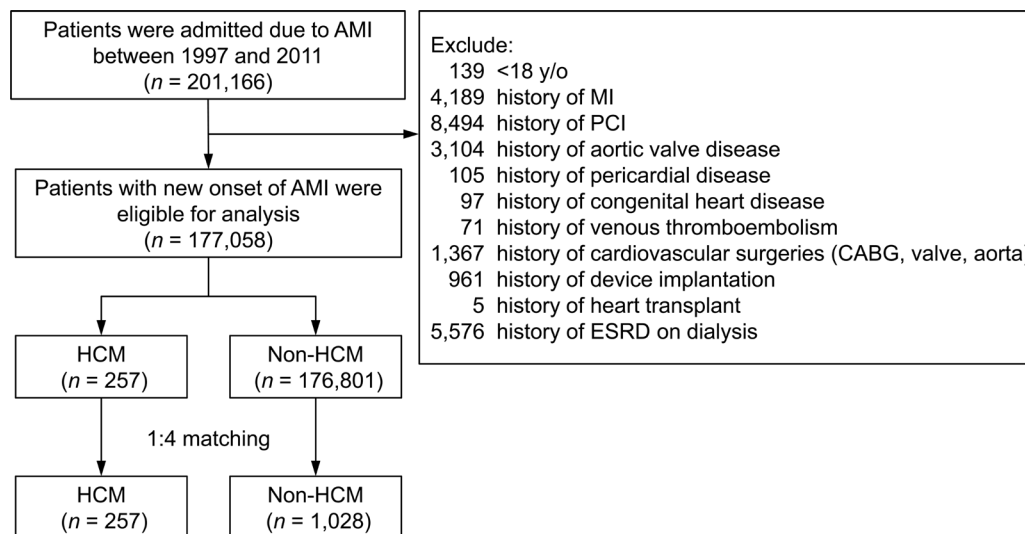 Patients were admitted due to AMI
between 1997 and 2011
(n = 201,166)
Exclude:
139 <18 y/o
4,189 history of MI
8,494 history of PCI
3,104 history of aortic valve disease
105 history of pericardial disease
97 history of congenital heart disease
71 history of venous thromboembolism
1,367 history of cardiovascular surgeries (CABG, valve, aorta)
961 history of device implantation
5 history of heart transplant
5,576 history of ESRD on dialysis
Patients with new onset of AMI were
eligible for analysis
(n = 177,058)
HCM
(n = 257)
Non-HCM
(n = 176,801)
1:4 matching
HCM
(n = 257)
Non-HCM
(n = 1,028)